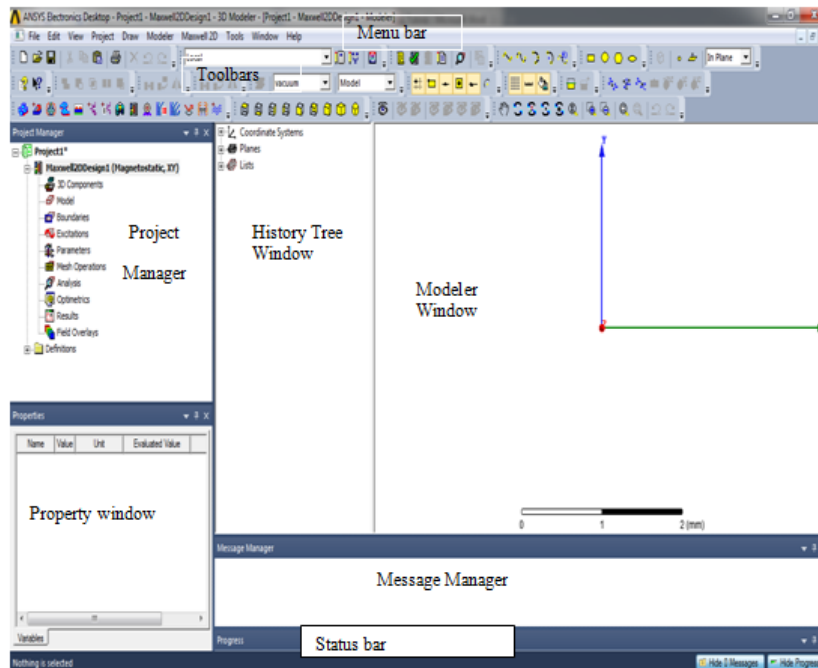 ANSYS Electronics Desktop - Project1 - Maxwell2DDesign1 - 3D Modeler - [Project1 - Maxwell2DDesign1 - Modeler]
File Edit View Project Draw Modeler Maxwell 2D Tools Window Help
Menu bar
In Plane
Toolbars
vacuum
Model
Project Manager
Project1*
Maxwell2DDesign1 (Magnetostatic, XY)
3D Components
Model
Boundaries
Excitations
Parameters
Mesh Operations
Analysis
Optimetrics
Results
Field Overlays
Definitions
Project
Manager
Coordinate Systems
Planes
Lists
History Tree
Window
Modeler
Window
Y
0 1 2 (mm)
Properties
Name Value Unit Evaluated Value
Property window
Variables
Message Manager
Message Manager
Progress
Status bar
Nothing is selected
Hide 0 Messages
Hide Progress